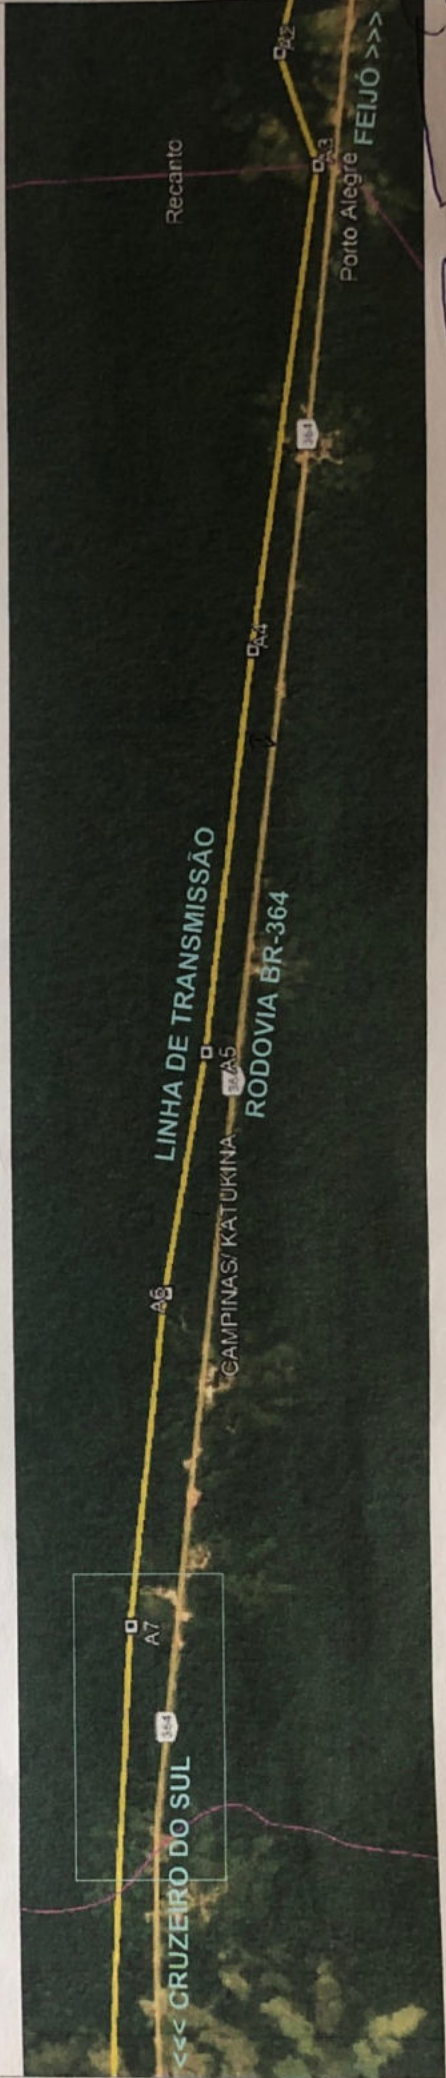 <<< CRUZEIRO DO SUL
364
A7
A6
CAMPINAS/ KATUKINA
LINHA DE TRANSMISSÃO
A5
RODOVIA BR-364
A4
364
Recanto
Porto Alegre
A3
FEIJÓ >>>
A2